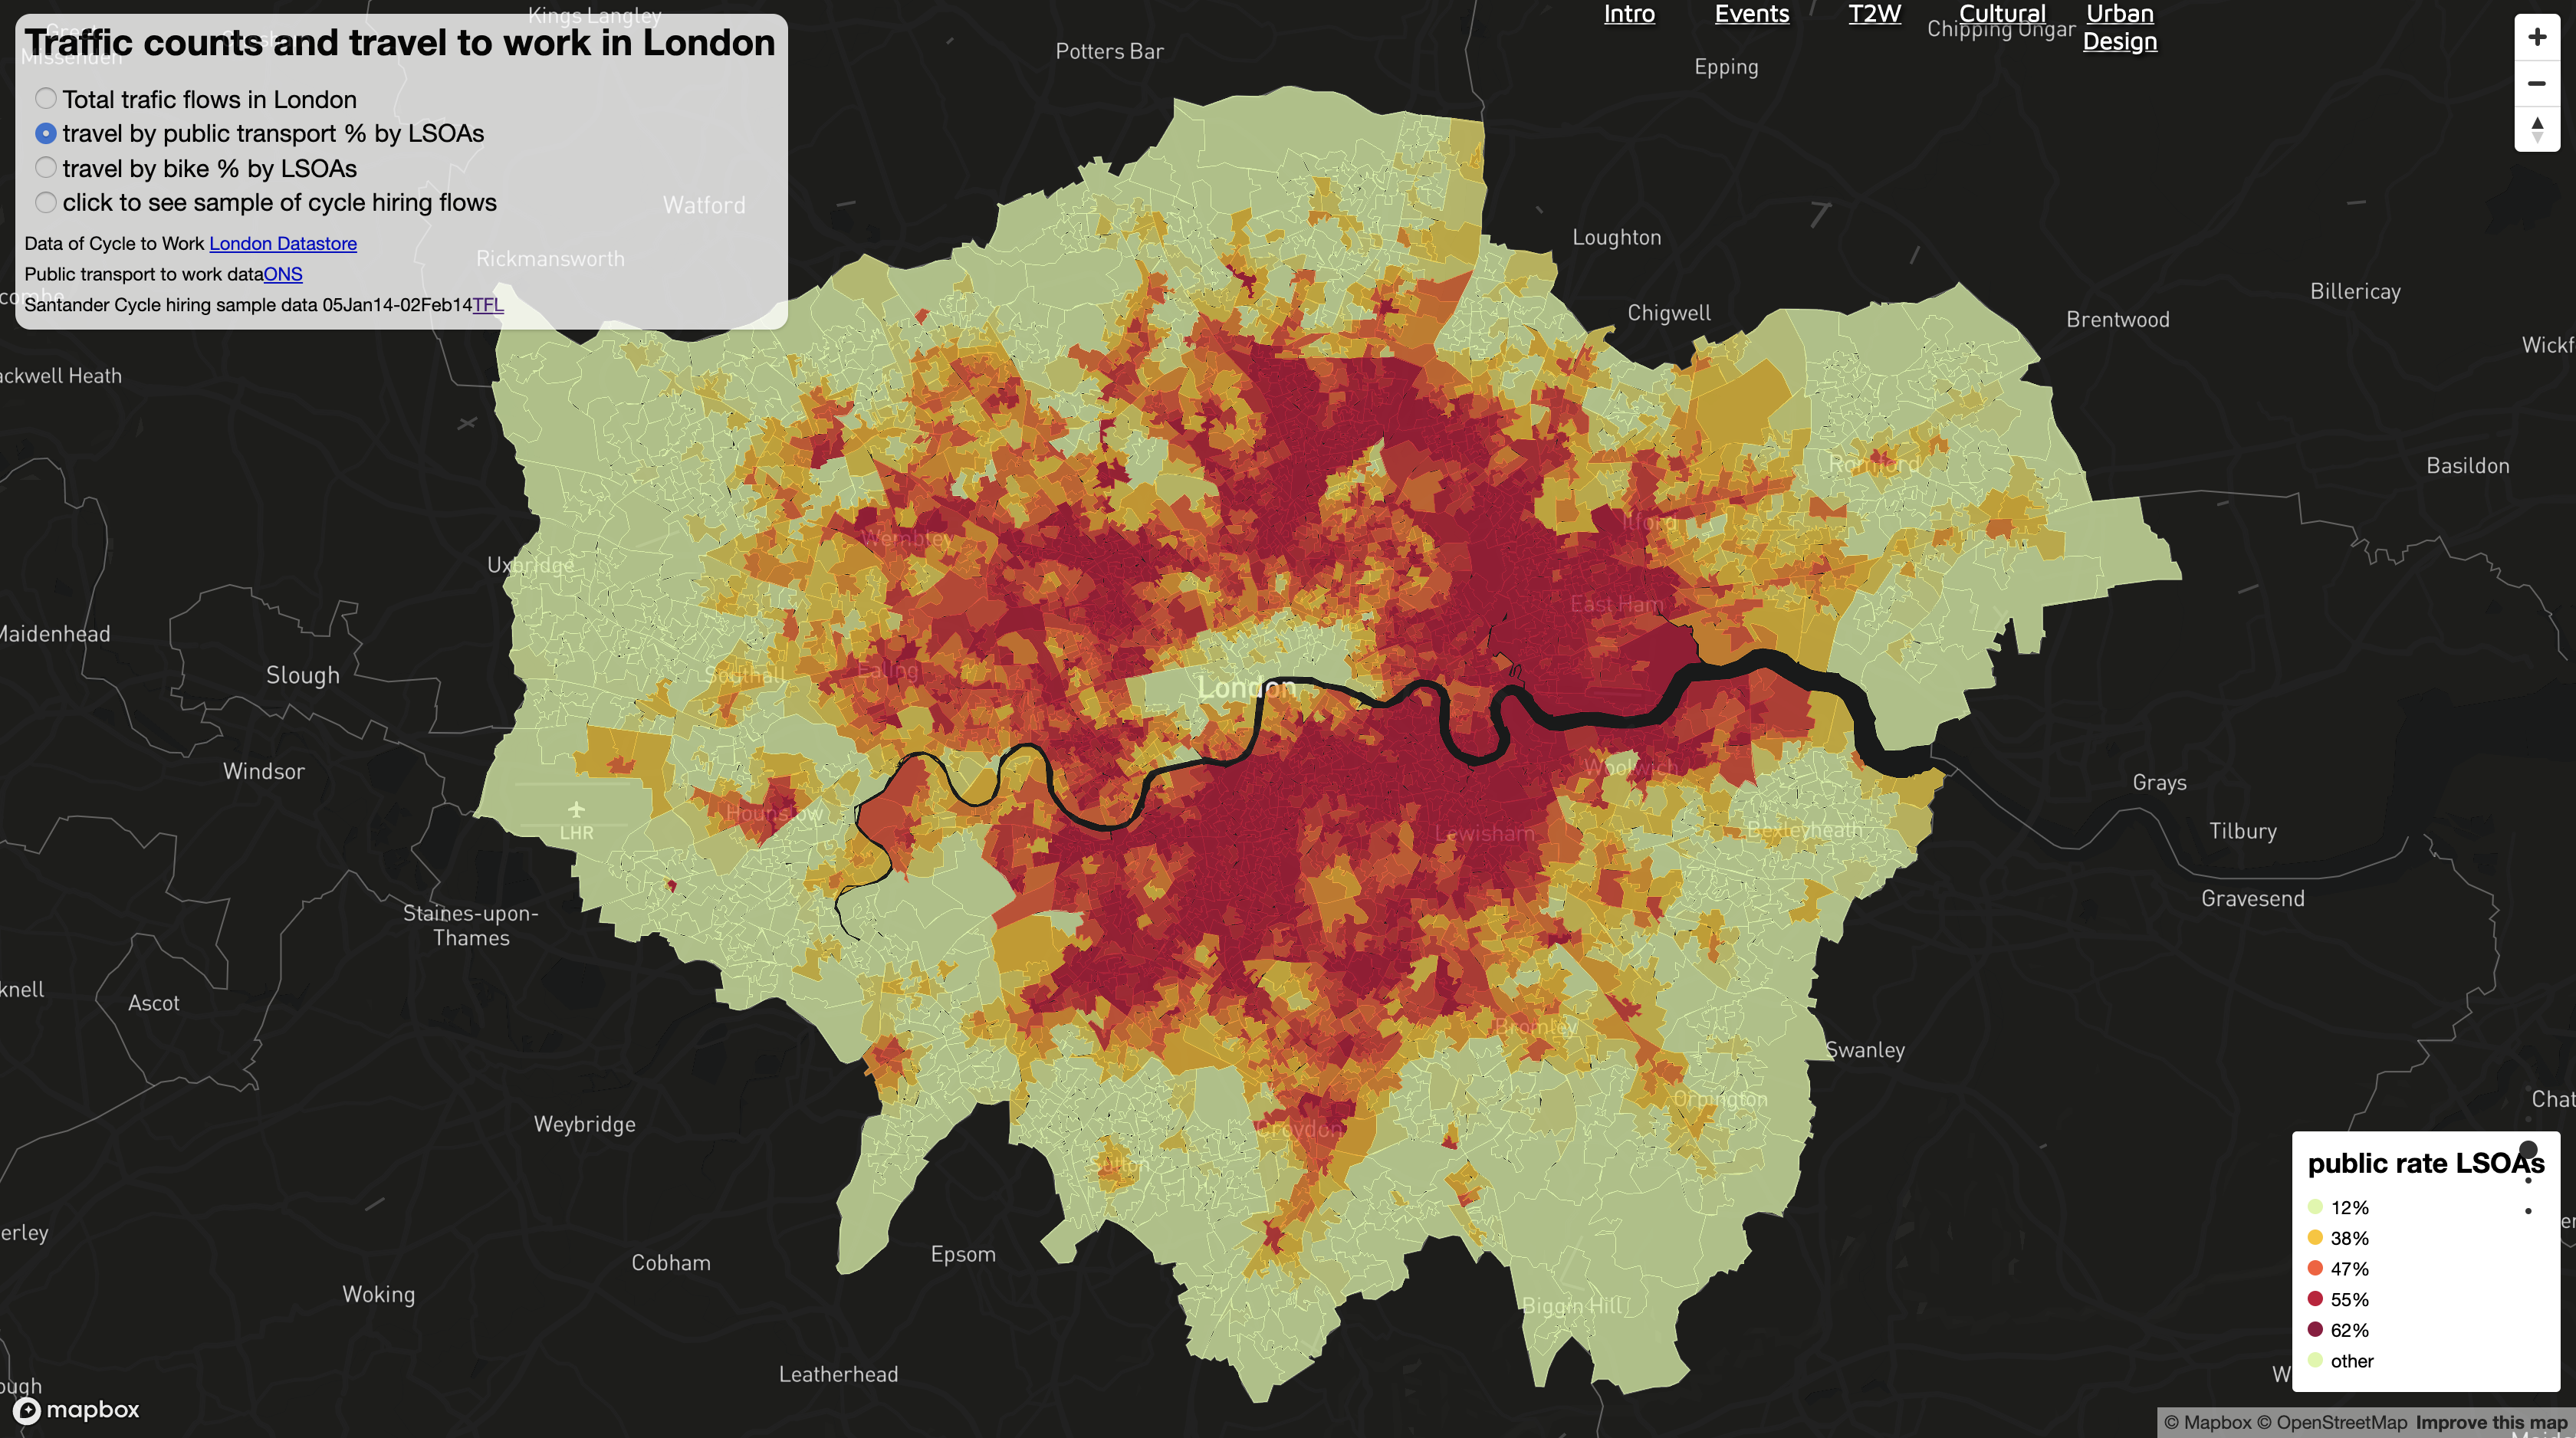 Traffic counts and travel to work in London
Total trafic flows in London
travel by public transport % by LSOAs
travel by bike % by LSOAs
click to see sample of cycle hiring flows
Data of Cycle to Work London Datastore
Public transport to work dataONS
Santander Cycle hiring sample data 05Jan14-02Feb14TFL
Intro
Events
T2W
Cultural
Urban
Design
Kings Langley
Potters Bar
Chipping Ongar
Epping
Missenden
Watford
Loughton
Rickmansworth
Billericay
Chigwell
Brentwood
Wickf
ackwell Heath
Romford
Basildon
Ilford
Wembley
Uxbridge
East Ham
Maidenhead
Slough
Southall
Ealing
London
Windsor
Woolwich
Grays
LHR
Hounslow
Lewisham
Bexleyheath
Tilbury
Gravesend
Staines-upon-
Thames
knell
Ascot
Bromley
Swanley
Orpington
Chat
Weybridge
Croydon
Sutton
erley
Cobham
Epsom
Woking
Biggin Hill
Leatherhead
W
ough
public rate LSOAs
12%
38%
47%
55%
62%
other
mapbox
© Mapbox © OpenStreetMap Improve this map